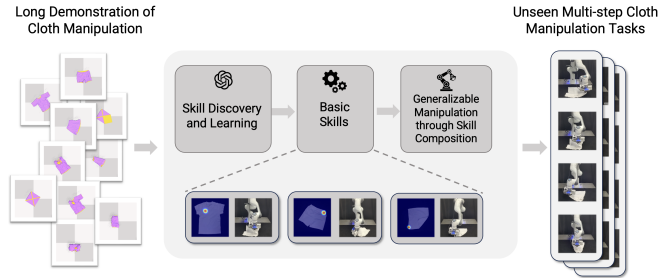 Long Demonstration of
Cloth Manipulation
Unseen Multi-step Cloth
Manipulation Tasks
Skill Discovery
and Learning
Basic
Skills
Generalizable
Manipulation
through Skill
Composition